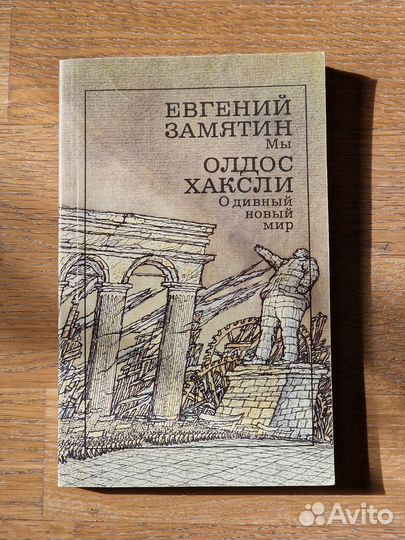 ЕВГЕНИЙ
ЗАМЯТИН
Мы
ОЛДОС
ХАКСЛИ
О дивный
новый
мир
Avito